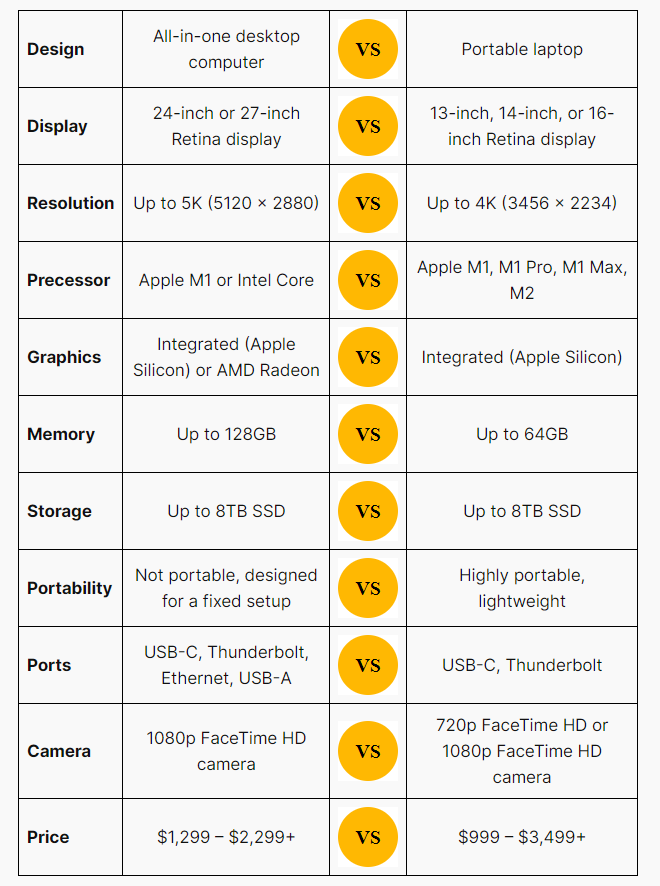 Design
All-in-one desktop
computer
VS
Portable laptop
Display
24-inch or 27-inch
Retina display
VS
13-inch, 14-inch, or 16-
inch Retina display
Resolution
Up to 5K (5120 × 2880)
VS
Up to 4K (3456 × 2234)
Precessor
Apple M1 or Intel Core
VS
Apple M1, M1 Pro, M1 Max,
M2
Graphics
Integrated (Apple
Silicon) or AMD Radeon
VS
Integrated (Apple Silicon)
Memory
Up to 128GB
VS
Up to 64GB
Storage
Up to 8TB SSD
VS
Up to 8TB SSD
Portability
Not portable, designed
for a fixed setup
VS
Highly portable,
lightweight
Ports
USB-C, Thunderbolt,
Ethernet, USB-A
VS
USB-C, Thunderbolt
Camera
1080p FaceTime HD
camera
VS
720p FaceTime HD or
1080p FaceTime HD
camera
Price
$1,299 – $2,299+
VS
$999 – $3,499+